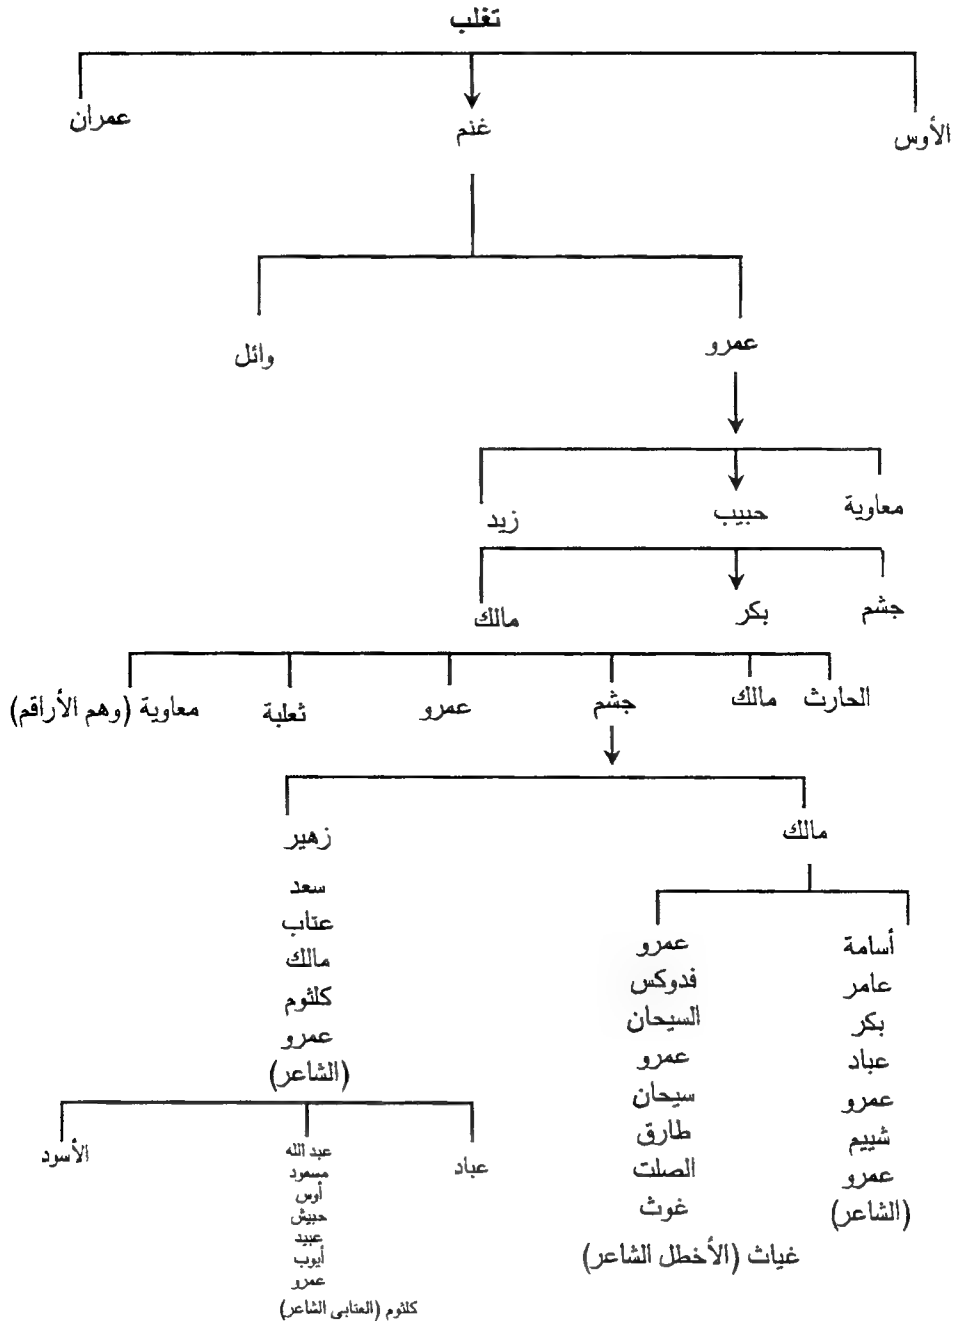 تغلب
الأوس
غنم
عمران
عمرو
وائل
معاوية
حبيب
زيد
جشم
بكر
مالك
الحارث
مالك
جشم
عمرو
ثعلبة
معاوية (وهم الأراقم)
مالك
زهير
سعد
عتاب
مالك
كلثوم
عمرو
(الشاعر)
أسامة
عامر
بكر
عباد
عمرو
شييم
عمرو
(الشاعر)
عمرو
فدوكس
السيحان
عمرو
سيحان
طارق
الصلت
غوث
غياث (الأخطل الشاعر)
عباد
عبد الله
مسعود
أوس
حبيش
عبيد
أيوب
عمرو
كلثوم (العتابى الشاعر)
الأسود